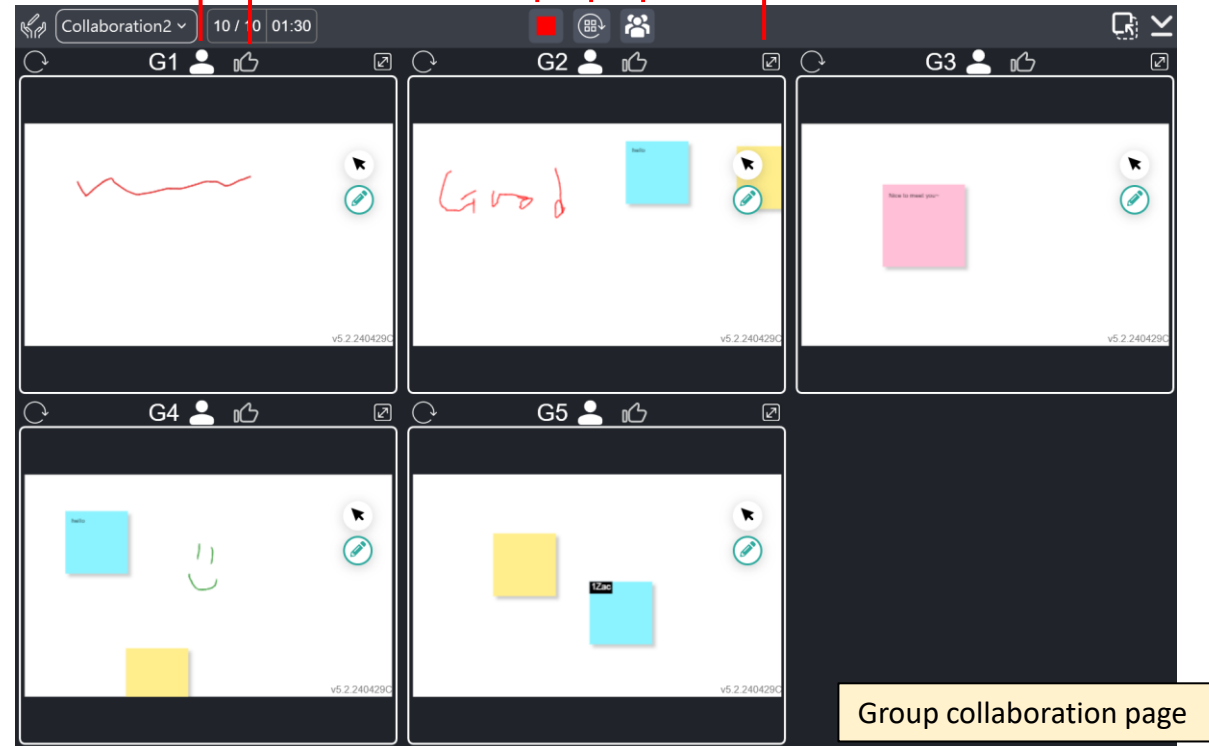 Collaboration2 10 / 10 01:30
G1 G2 G3
Good
hello
Nice to meet you~
v5.2.240429C v5.2.240429C v5.2.240429C
G4 G5
hello
1Zac
v5.2.240429C v5.2.240429C
Group collaboration page